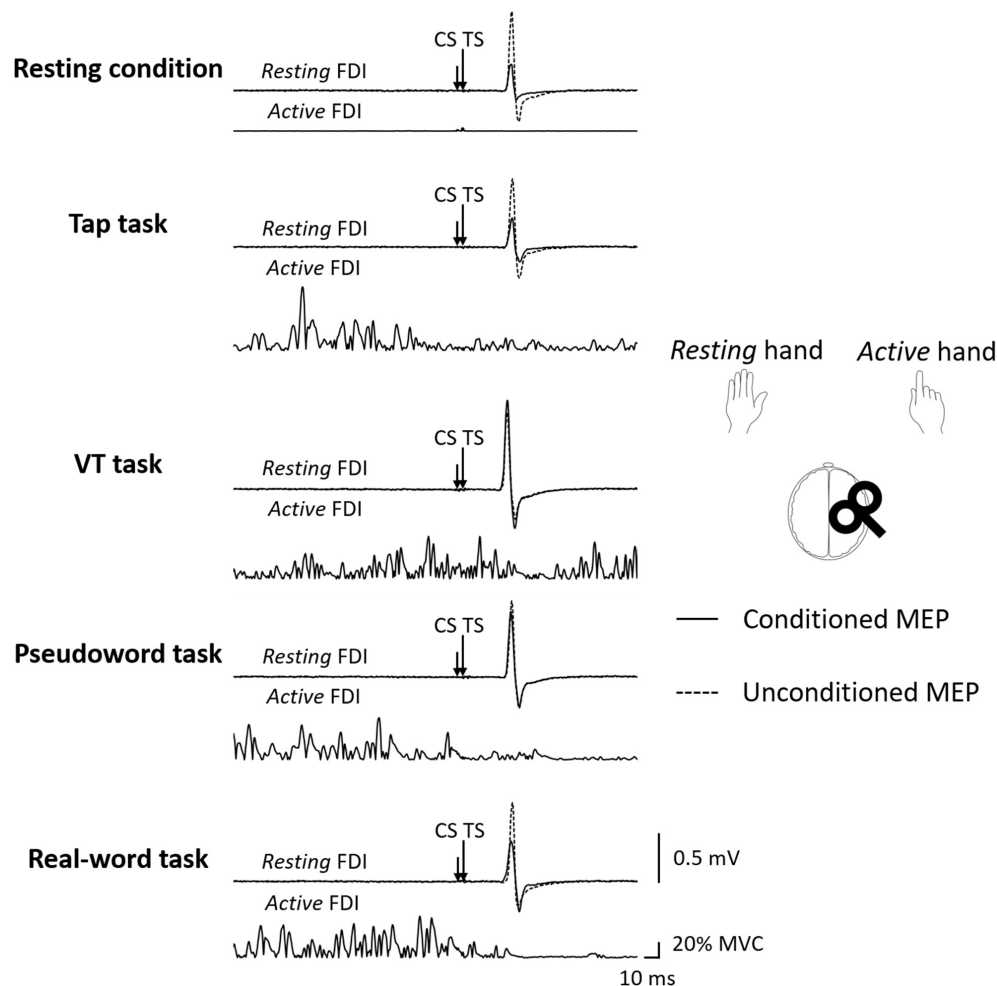 Resting condition
CS TS
Resting FDI
Active FDI
Tap task
CS TS
Resting FDI
Active FDI
Resting hand
Active hand
VT task
CS TS
Resting FDI
Active FDI
Pseudoword task
CS TS
Resting FDI
Active FDI
Conditioned MEP
Unconditioned MEP
Real-word task
CS TS
Resting FDI
Active FDI
0.5 mV
20% MVC
10 ms